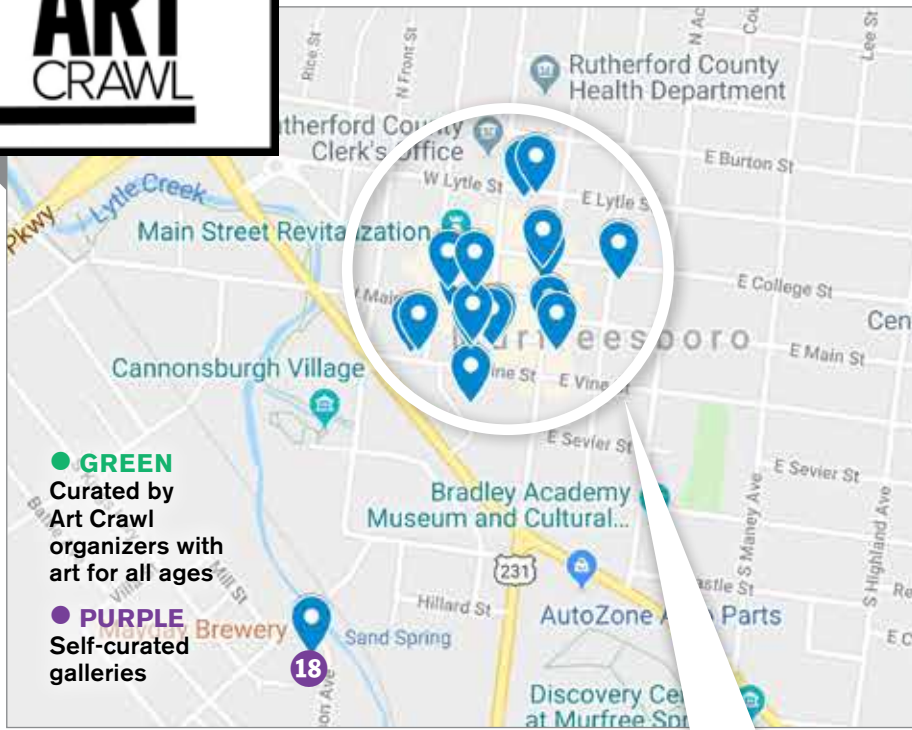 ART
CRAWL
Rice St
N Front St
Lee St
Rutherford County
Health Department
Clerk's Office
W Lytle St
E Burton St
E Lytle S
Lytle Creek
Pkwy
Main Street Revitalization
E College St
Main
Cen
E Main St
Cannonsburgh Village
ine St
E Vine
E Sevier St
E Sevier St
GREEN
Curated by
Art Crawl
organizers with
art for all ages
Bradley Academy
Museum and Cultural...
S Maney Ave
S Highland Ave
231
AutoZone
Parts
Hillard St
Mill St
PURPLE
Self-curated
galleries
Mayday Brewery
Sand Spring
18
Discovery Ce
at Murfree Spr